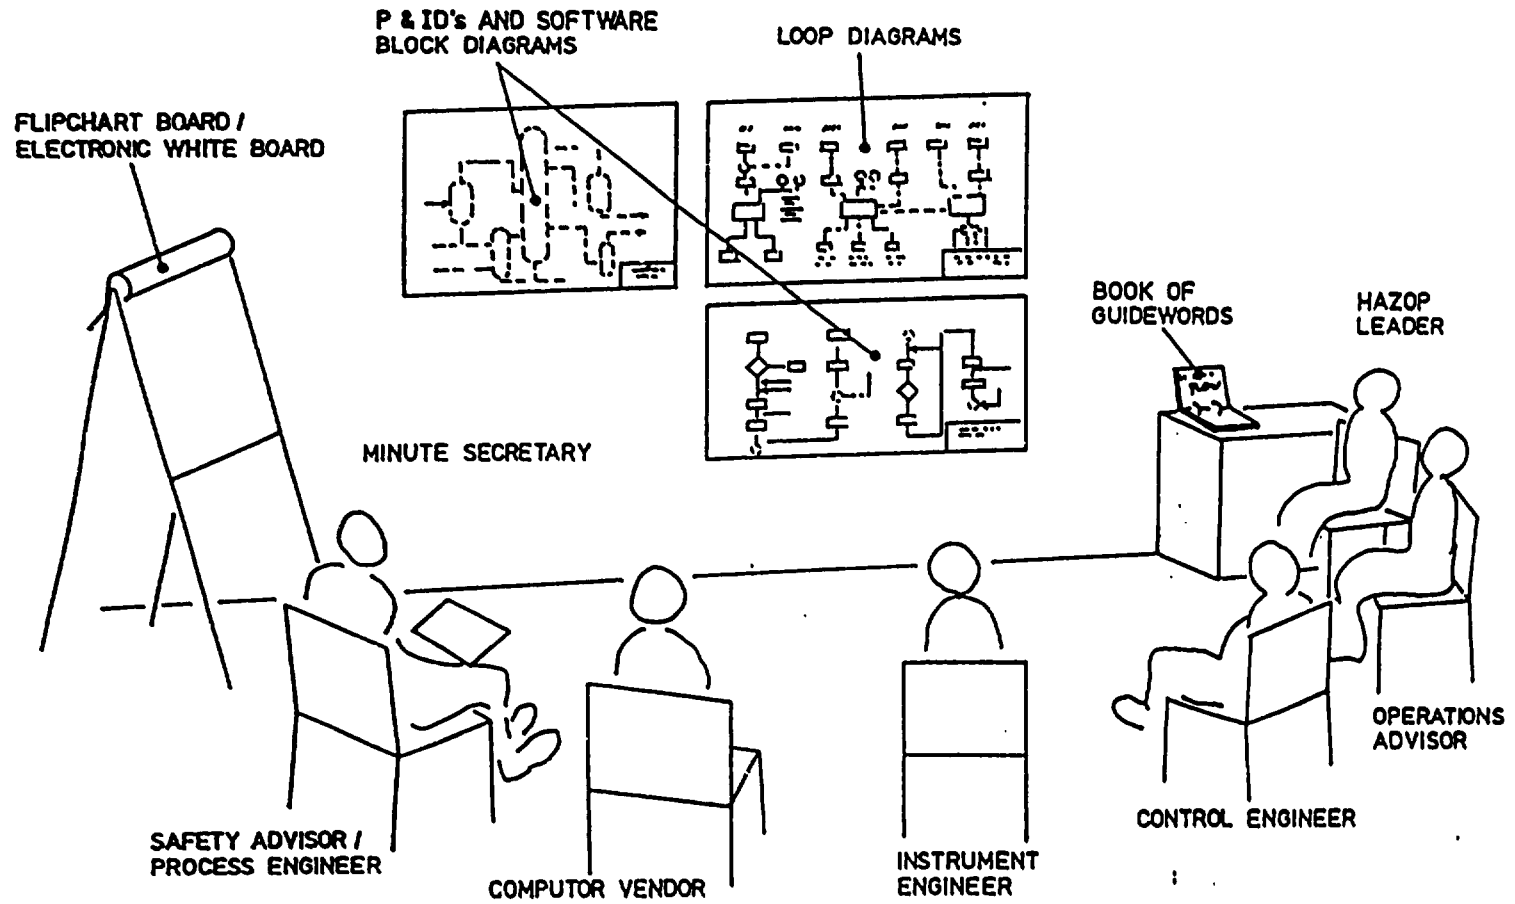 P & ID's AND SOFTWARE
BLOCK DIAGRAMS
LOOP DIAGRAMS
FLIPCHART BOARD /
ELECTRONIC WHITE BOARD
BOOK OF
GUIDEWORDS
HAZOP
LEADER
MINUTE SECRETARY
OPERATIONS
ADVISOR
CONTROL ENGINEER
SAFETY ADVISOR /
PROCESS ENGINEER
COMPUTOR VENDOR
INSTRUMENT
ENGINEER